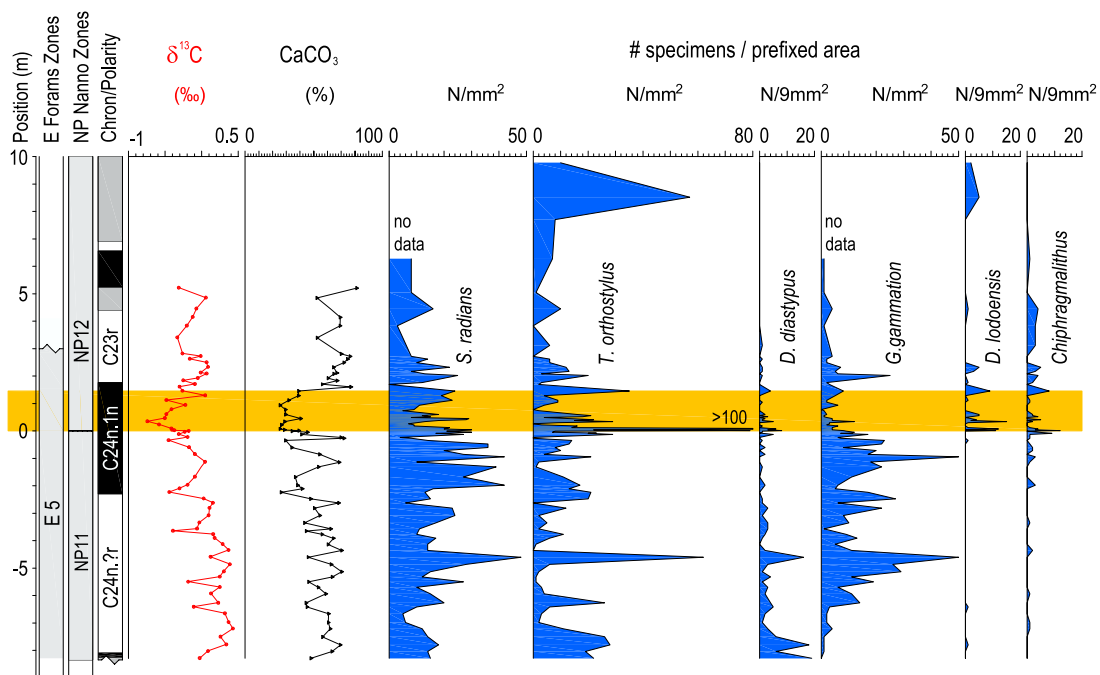 # specimens / prefixed area
δ13C
CaCO3
(‰)
(%)
N/mm2
N/mm2
N/9mm2
N/mm2
N/9mm2
N/9mm2
Position (m)
E Forams Zones
NP Nanno Zones
Chron/Polarity
-1 0.5
0 100
0 50
0 80
0 20
0 50
0 20
0 20
10
5
0
-5
E 5
NP12
NP11
C23r
C24n.1n
C24n.?r
no
data
S. radians
T. orthostylus
>100
D. diastypus
no
data
G.gammation
D. lodoensis
Chiphragmalithus